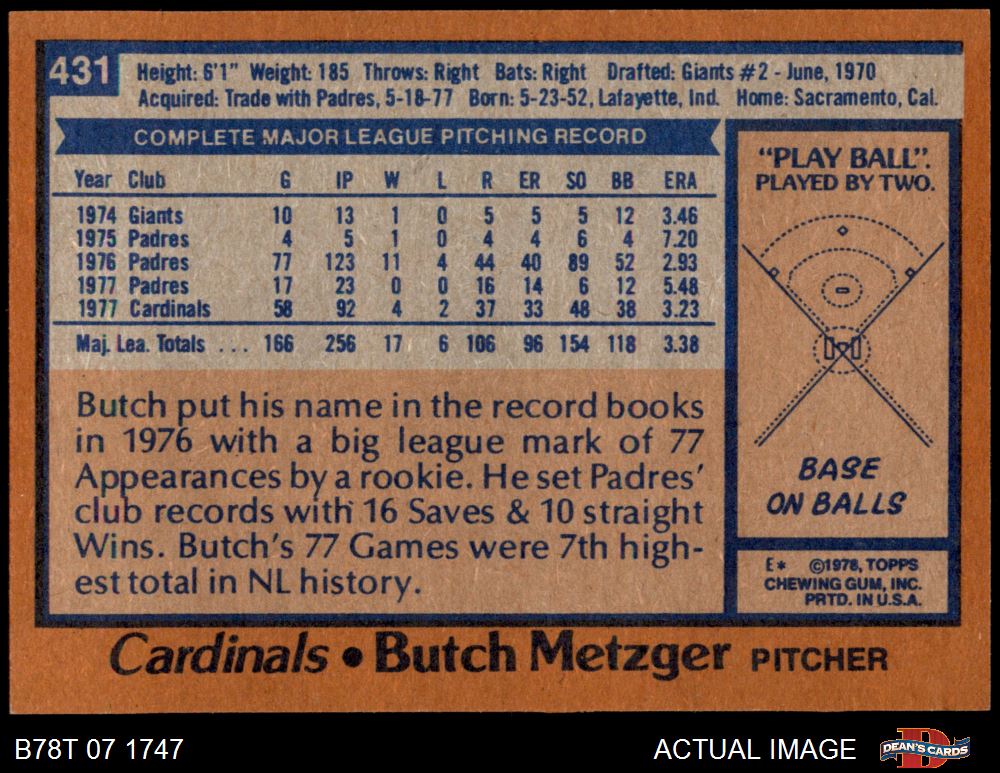 431
Height: 6'1" Weight: 185 Throws: Right Bats: Right Drafted: Giants #2 - June, 1970
Acquired: Trade with Padres, 5-18-77 Born: 5-23-52, Lafayette, Ind. Home: Sacramento, Cal.
COMPLETE MAJOR LEAGUE PITCHING RECORD
Year Club G IP W L R ER SO BB ERA
1974 Giants 10 13 1 0 5 5 5 12 3.46
1975 Padres 4 5 1 0 4 4 6 4 7.20
1976 Padres 77 123 11 4 44 40 89 52 2.93
1977 Padres 17 23 0 0 16 14 6 12 5.48
1977 Cardinals 58 92 4 2 37 33 48 38 3.23
Maj. Lea. Totals ... 166 256 17 6 106 96 154 118 3.38
Butch put his name in the record books
in 1976 with a big league mark of 77
Appearances by a rookie. He set Padres'
club records with 16 Saves & 10 straight
Wins. Butch's 77 Games were 7th high-
est total in NL history.
"PLAY BALL".
PLAYED BY TWO.
BASE
ON BALLS
E* ©1978, TOPPS
CHEWING GUM, INC.
PRTD. IN U.S.A.
Cardinals • Butch Metzger PITCHER
B78T 07 1747 ACTUAL IMAGE
DEAN'S CARDS